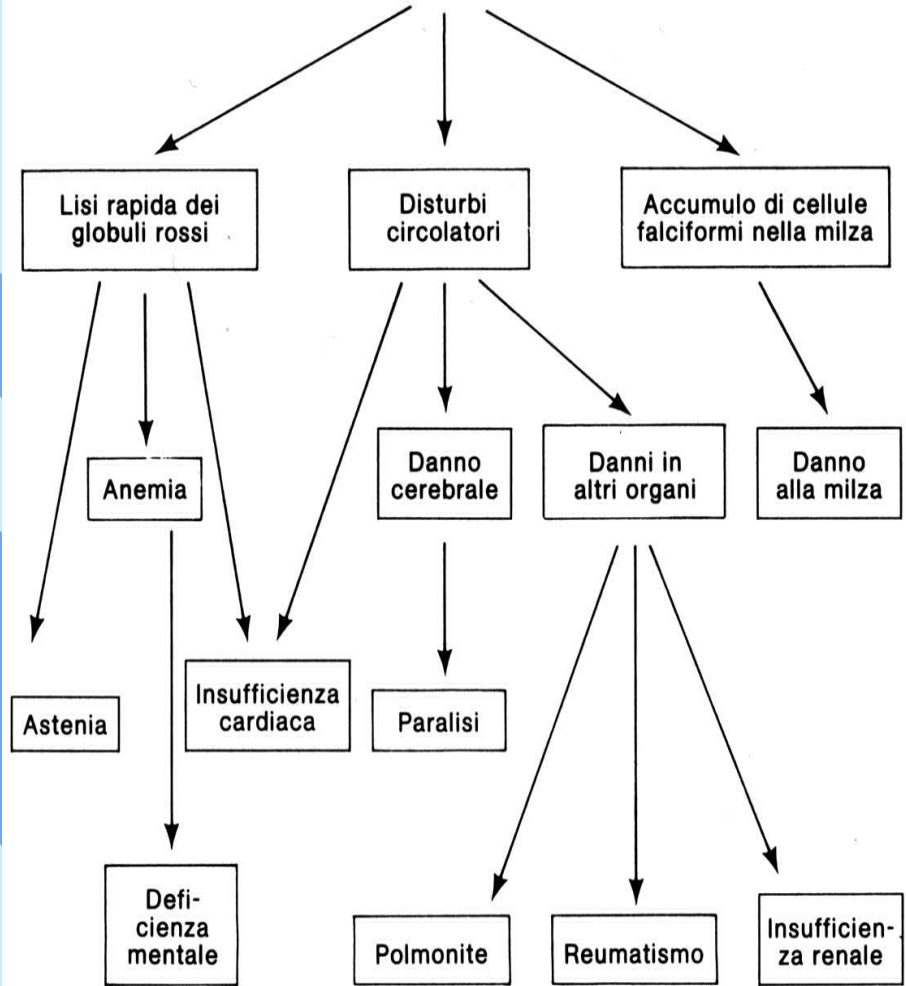 Lisi rapida dei
globuli rossi
Disturbi
circolatori
Accumulo di cellule
falciformi nella milza
Anemia
Danno
cerebrale
Danni in
altri organi
Danno
alla milza
Astenia
Insufficienza
cardiaca
Paralisi
Defi-
cienza
mentale
Polmonite
Reumatismo
Insufficien-
za renale